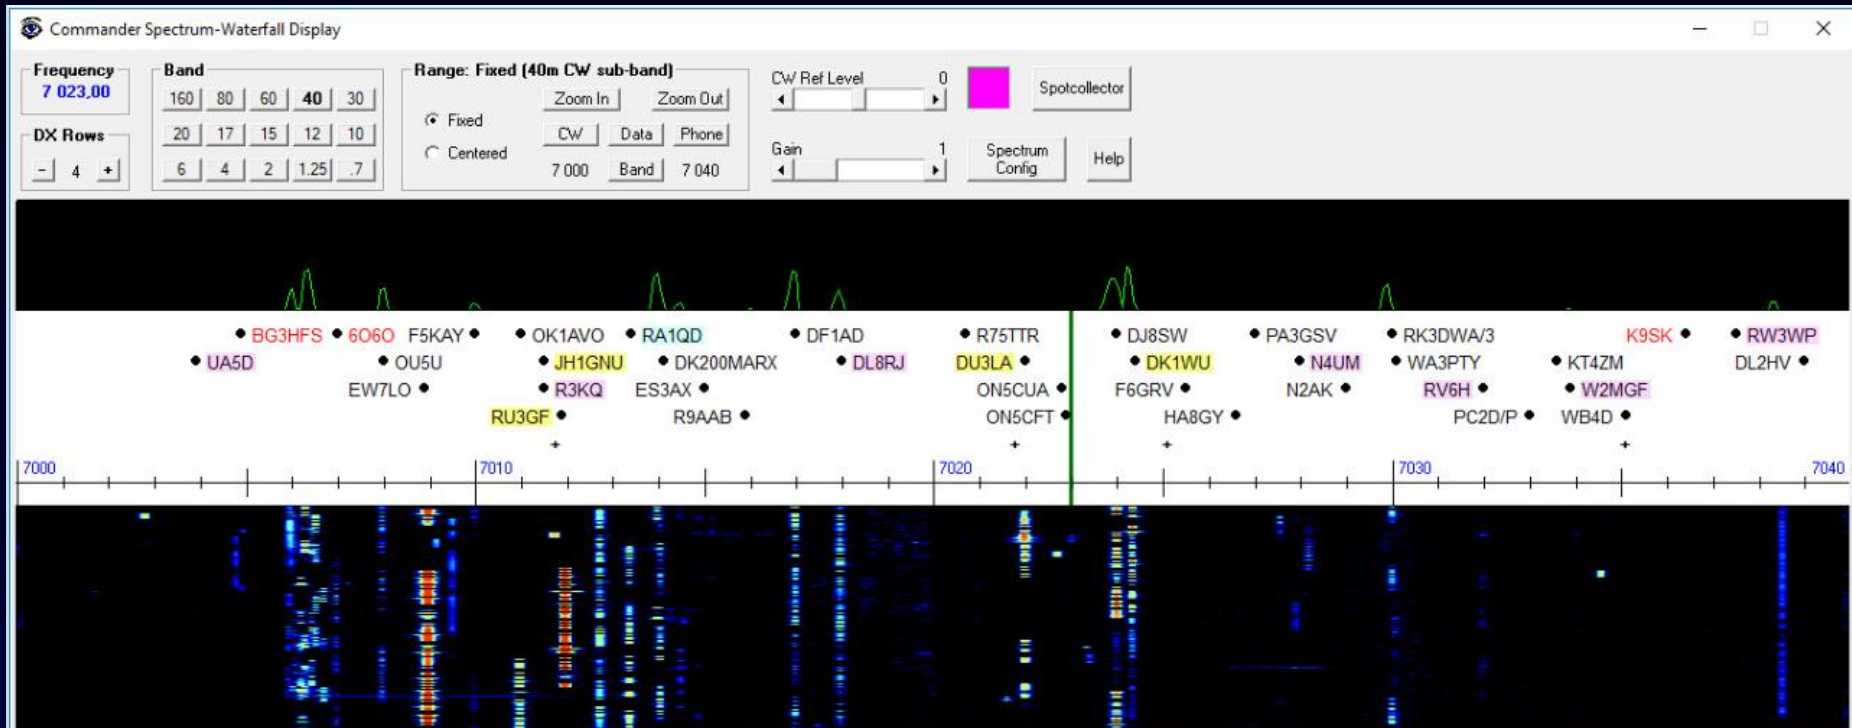 Commander Spectrum-Waterfall Display
Frequency
7 023,00
Band
160 80 60 40 30
20 17 15 12 10
6 4 2 1.25 .7
DX Rows
- 4 +
Range: Fixed (40m CW sub-band)
Fixed
Centered
Zoom In Zoom Out
CW Data Phone
7 000 Band 7 040
CW Ref Level 0
Gain 1
Spotcollector
Spectrum
Config
Help
BG3HFS 6O6O F5KAY OK1AVO RA1QD DF1AD R75TTR DJ8SW PA3GSV RK3DWA/3 K9SK RW3WP
UA5D OU5U JH1GNU DK200MARX DL8RJ DU3LA DK1WU N4UM WA3PTY KT4ZM DL2HV
EW7LO R3KQ ES3AX ON5CUA F6GRV N2AK RV6H W2MGF
RU3GF R9AAB ON5CFT HA8GY PC2D/P WB4D
+ + + +
7000 7010 7020 7030 7040